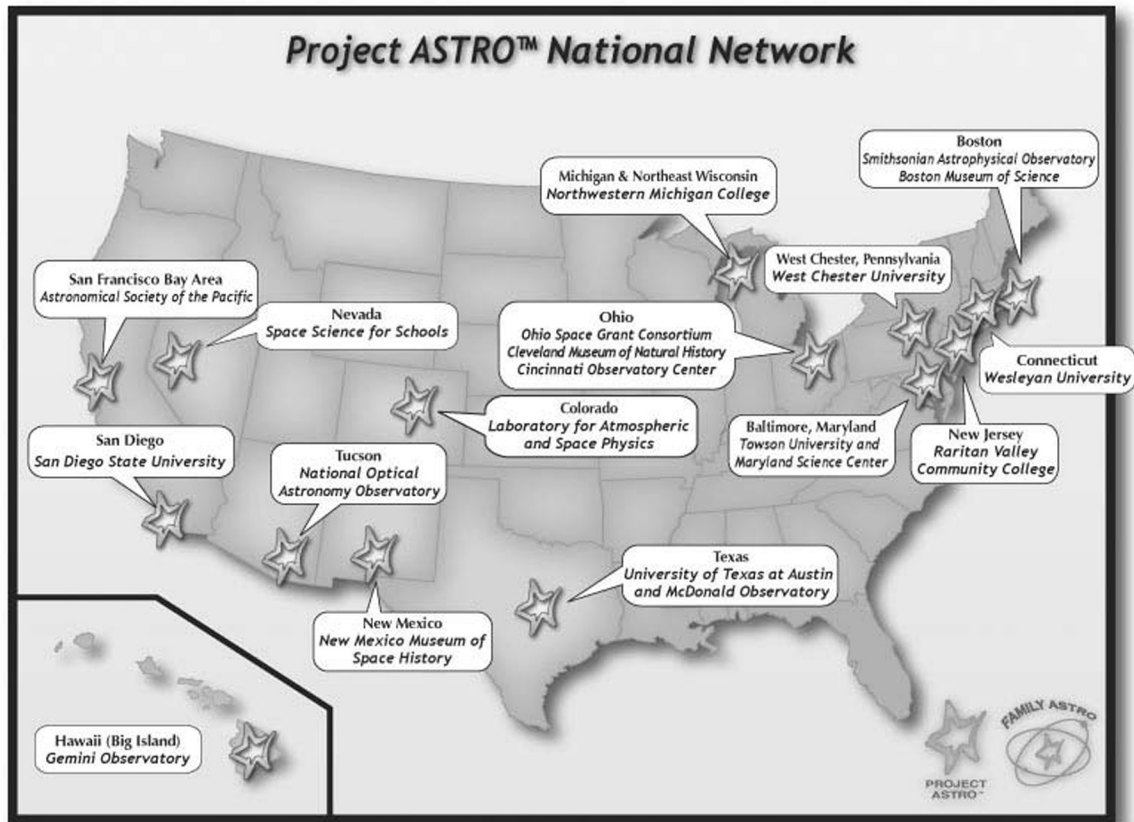 Project ASTRO™ National Network
Boston
Smithsonian Astrophysical Observatory
Boston Museum of Science
Michigan & Northeast Wisconsin
Northwestern Michigan College
West Chester, Pennsylvania
West Chester University
San Francisco Bay Area
Astronomical Society of the Pacific
Nevada
Space Science for Schools
Ohio
Ohio Space Grant Consortium
Cleveland Museum of Natural History
Cincinnati Observatory Center
Connecticut
Wesleyan University
Colorado
Laboratory for Atmospheric
and Space Physics
Baltimore, Maryland
Towson University and
Maryland Science Center
New Jersey
Raritan Valley
Community College
San Diego
San Diego State University
Tucson
National Optical
Astronomy Observatory
Texas
University of Texas at Austin
and McDonald Observatory
New Mexico
New Mexico Museum of
Space History
Hawaii (Big Island)
Gemini Observatory
PROJECT
ASTRO™
FAMILY ASTRO